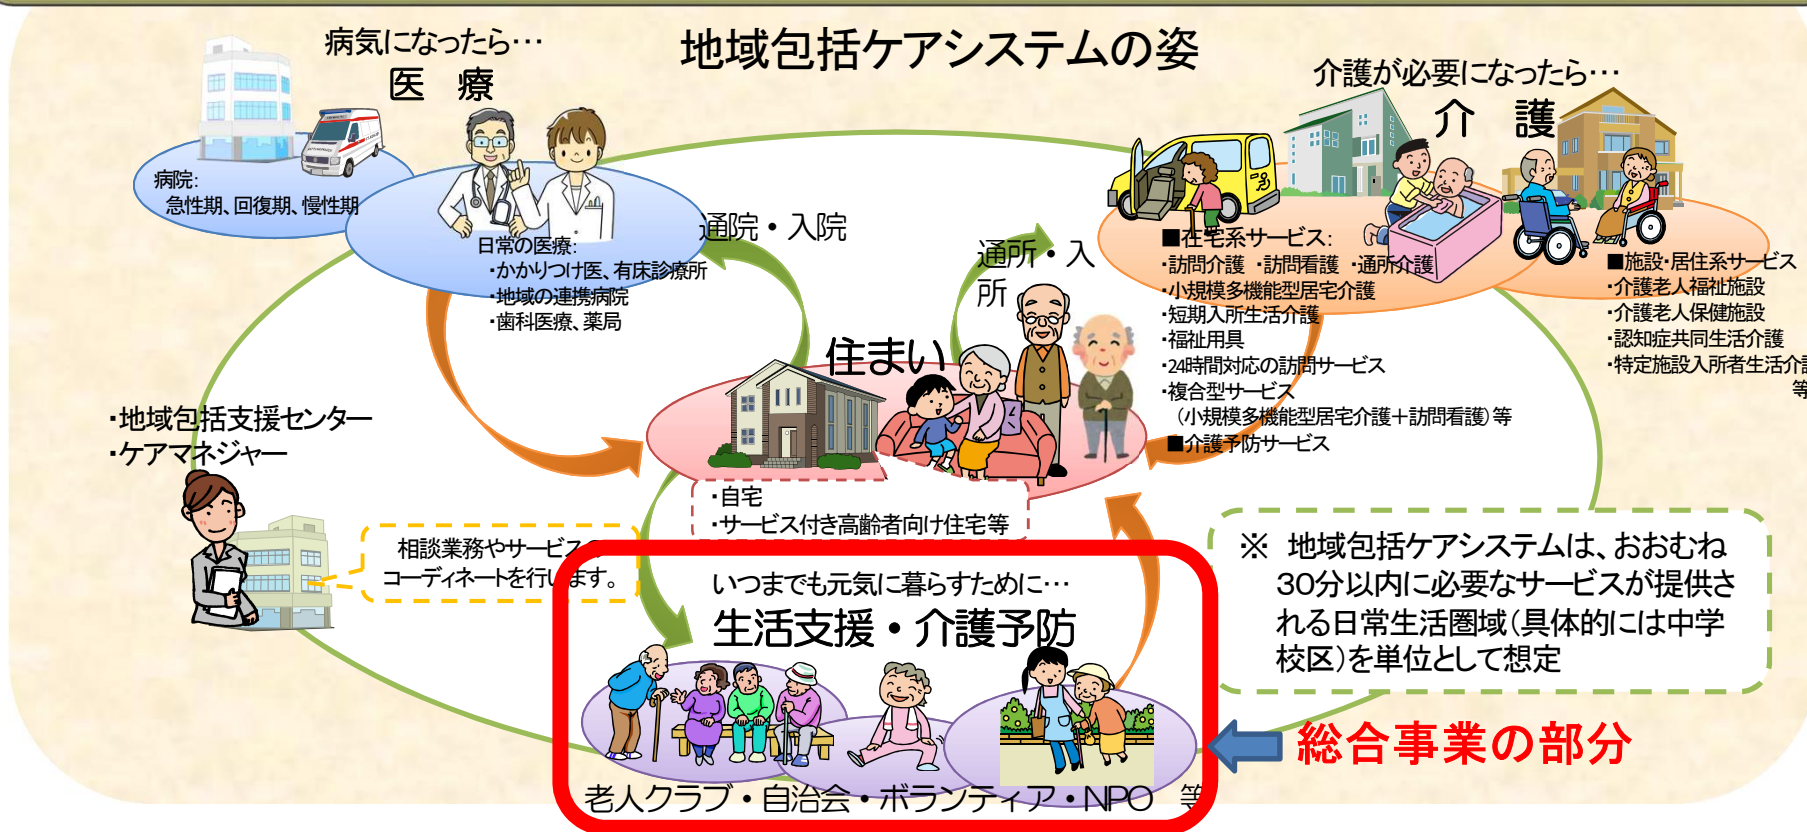 地域包括ケアシステムの姿
病気になったら…
医 療
病院:
急性期、回復期、慢性期
日常の医療:
・かかりつけ医、有床診療所
・地域の連携病院
・歯科医療、薬局
通院・入院
通所・入
所
介護が必要になったら…
介 護
■在宅系サービス:
・訪問介護 ・訪問看護 ・通所介護
・小規模多機能型居宅介護
・短期入所生活介護
・福祉用具
・24時間対応の訪問サービス
・複合型サービス
(小規模多機能型居宅介護+訪問看護)等
■介護予防サービス
■施設・居住系サービス
・介護老人福祉施設
・介護老人保健施設
・認知症共同生活介護
・特定施設入所者生活介護
等
住まい
・自宅
・サービス付き高齢者向け住宅等
・地域包括支援センター
・ケアマネジャー
相談業務やサービスの
コーディネートを行います。
いつまでも元気に暮らすために…
生活支援・介護予防
老人クラブ・自治会・ボランティア・NPO 等
※ 地域包括ケアシステムは、おおむね
30分以内に必要なサービスが提供さ
れる日常生活圏域(具体的には中学
校区)を単位として想定
総合事業の部分